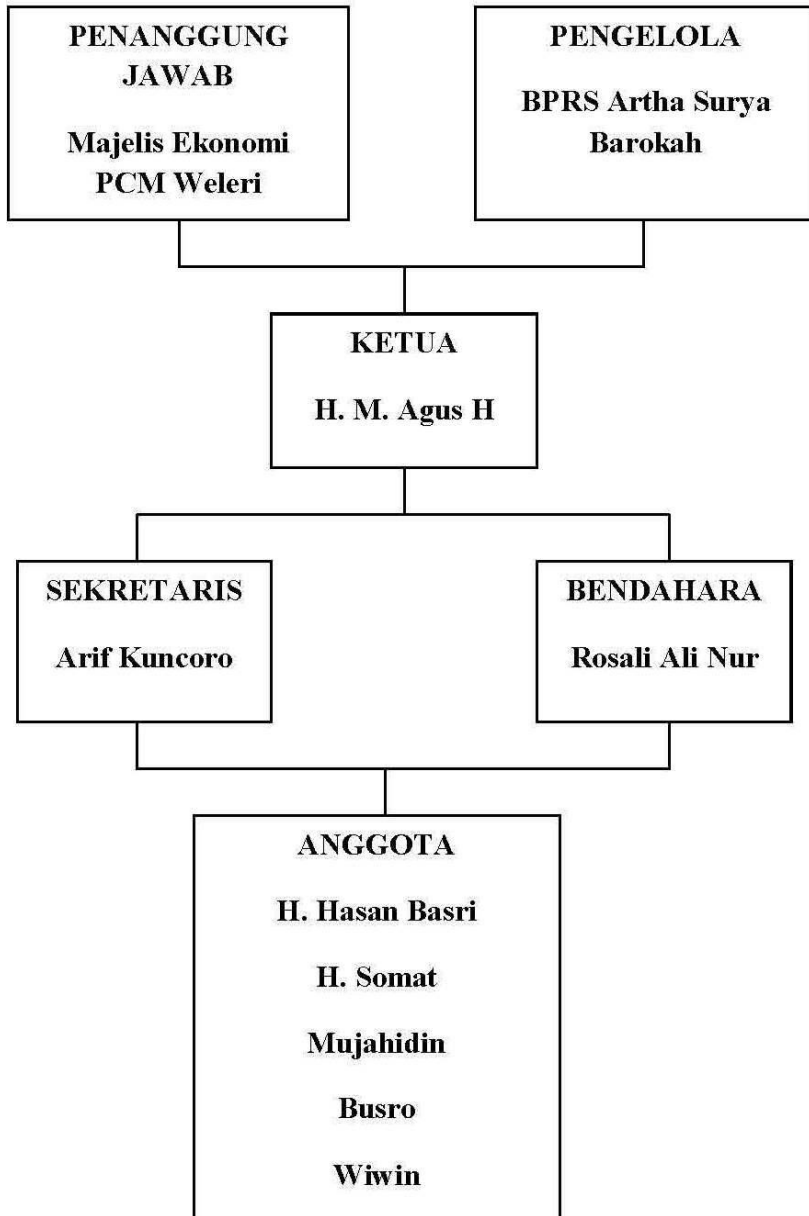 PENANGGUNG
JAWAB
Majelis Ekonomi
PCM Weleri
PENGELOLA
BPRS Artha Surya
Barokah
KETUA
H. M. Agus H
SEKRETARIS
Arif Kuncoro
BENDAHARA
Rosali Ali Nur
ANGGOTA
H. Hasan Basri
H. Somat
Mujahidin
Busro
Wiwin